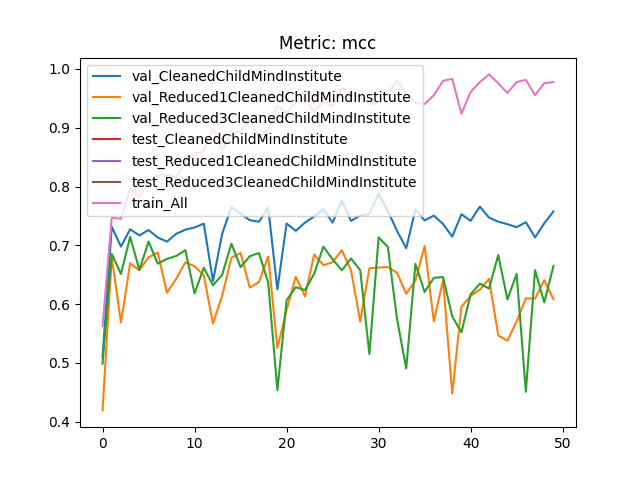 Metric: mcc
val_CleanedChildMindInstitute
val_Reduced1CleanedChildMindInstitute
val_Reduced3CleanedChildMindInstitute
test_CleanedChildMindInstitute
test_Reduced1CleanedChildMindInstitute
test_Reduced3CleanedChildMindInstitute
train_All
1.0
0.9
0.8
0.7
0.6
0.5
0.4
0 10 20 30 40 50